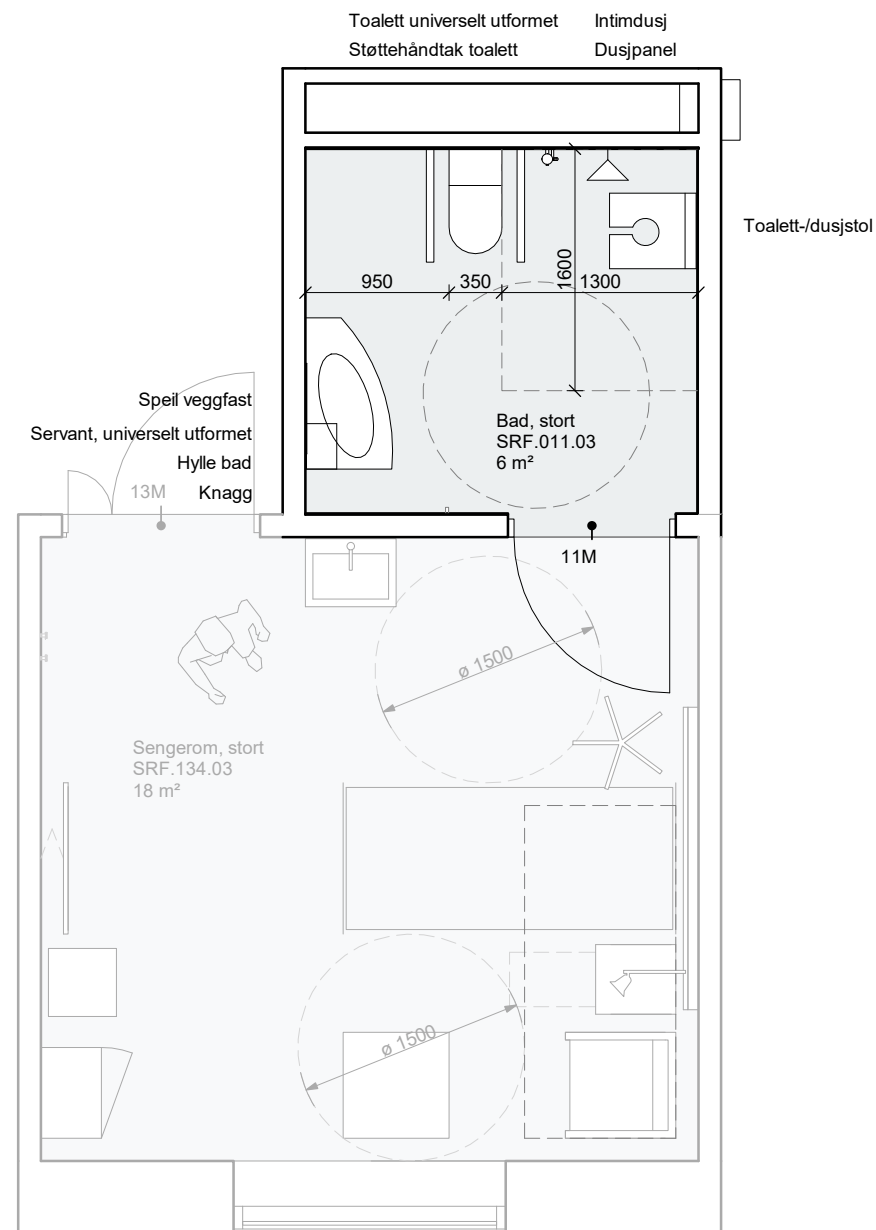 Toalett universelt utformet
Støttehåndtak toalett
Intimdusj
Dusjpanel
Toalett-/dusjstol
1600
950
350
1300
Speil veggfast
Servant, universelt utformet
Hylle bad
Knagg
Bad, stort
SRF.011.03
6 m²
13M
11M
ø 1500
Sengerom, stort
SRF.134.03
18 m²
ø 1500